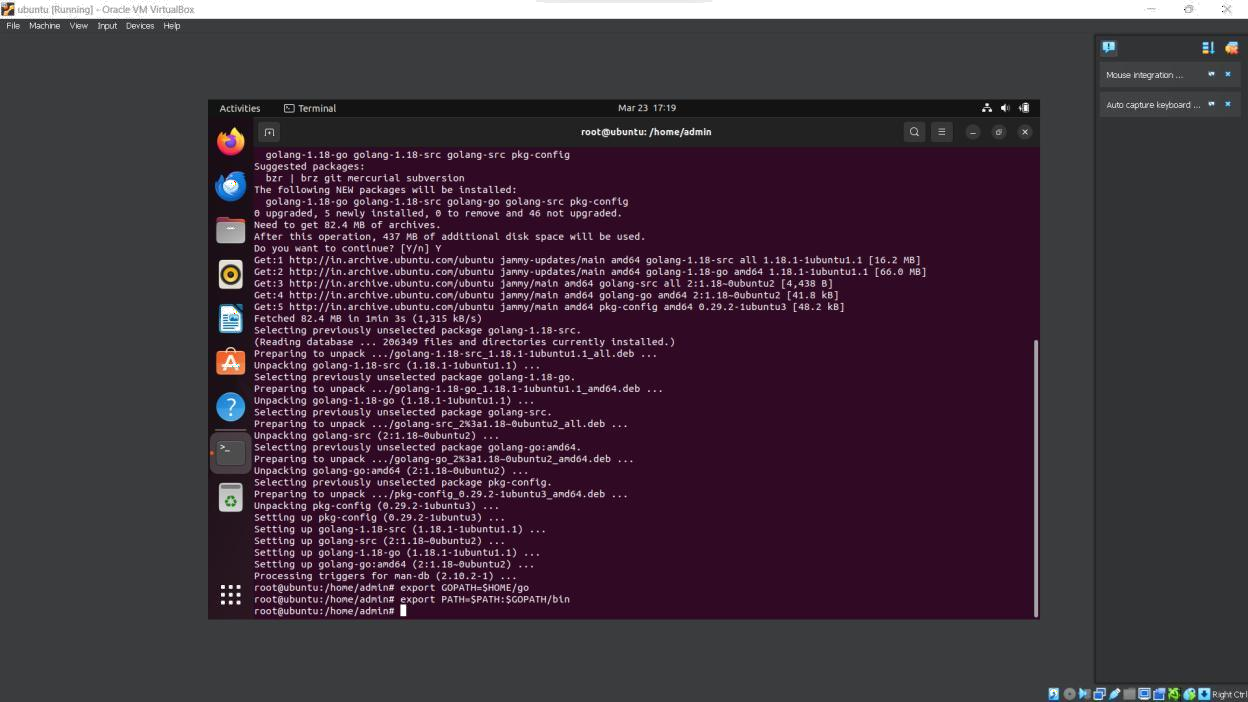 ubuntu [Running] - Oracle VM VirtualBox
File Machine View Input Devices Help
Mouse integration ...
Auto capture keyboard ...
Activities Terminal Mar 23 17:19
root@ubuntu: /home/admin
golang-1.18-go golang-1.18-src golang-src pkg-config
Suggested packages:
bzr | brz git mercurial subversion
The following NEW packages will be installed:
golang-1.18-go golang-1.18-src golang-go golang-src pkg-config
0 upgraded, 5 newly installed, 0 to remove and 46 not upgraded.
Need to get 82.4 MB of archives.
After this operation, 437 MB of additional disk space will be used.
Do you want to continue? [Y/n] Y
Get:1 http://in.archive.ubuntu.com/ubuntu jammy-updates/main amd64 golang-1.18-src all 1.18.1-1ubuntu1.1 [16.2 MB]
Get:2 http://in.archive.ubuntu.com/ubuntu jammy-updates/main amd64 golang-1.18-go amd64 1.18.1-1ubuntu1.1 [66.0 MB]
Get:3 http://in.archive.ubuntu.com/ubuntu jammy/main amd64 golang-src all 2:1.18~0ubuntu2 [4,438 B]
Get:4 http://in.archive.ubuntu.com/ubuntu jammy/main amd64 golang-go amd64 2:1.18~0ubuntu2 [41.8 kB]
Get:5 http://in.archive.ubuntu.com/ubuntu jammy/main amd64 pkg-config amd64 0.29.2-1ubuntu3 [48.2 kB]
Fetched 82.4 MB in 1min 3s (1,315 kB/s)
Selecting previously unselected package golang-1.18-src.
(Reading database ... 206349 files and directories currently installed.)
Preparing to unpack .../golang-1.18-src_1.18.1-1ubuntu1.1_all.deb ...
Unpacking golang-1.18-src (1.18.1-1ubuntu1.1) ...
Selecting previously unselected package golang-1.18-go.
Preparing to unpack .../golang-1.18-go_1.18.1-1ubuntu1.1_amd64.deb ...
Unpacking golang-1.18-go (1.18.1-1ubuntu1.1) ...
Selecting previously unselected package golang-src.
Preparing to unpack .../golang-src_2%3a1.18~0ubuntu2_all.deb ...
Unpacking golang-src (2:1.18~0ubuntu2) ...
Selecting previously unselected package golang-go:amd64.
Preparing to unpack .../golang-go_2%3a1.18~0ubuntu2_amd64.deb ...
Unpacking golang-go:amd64 (2:1.18~0ubuntu2) ...
Selecting previously unselected package pkg-config.
Preparing to unpack .../pkg-config_0.29.2-1ubuntu3_amd64.deb ...
Unpacking pkg-config (0.29.2-1ubuntu3) ...
Setting up pkg-config (0.29.2-1ubuntu3) ...
Setting up golang-1.18-src (1.18.1-1ubuntu1.1) ...
Setting up golang-src (2:1.18~0ubuntu2) ...
Setting up golang-1.18-go (1.18.1-1ubuntu1.1) ...
Setting up golang-go:amd64 (2:1.18~0ubuntu2) ...
Processing triggers for man-db (2.10.2-1) ...
root@ubuntu:/home/admin# export GOPATH=$HOME/go
root@ubuntu:/home/admin# export PATH=$PATH:$GOPATH/bin
root@ubuntu:/home/admin#
Right Ctrl